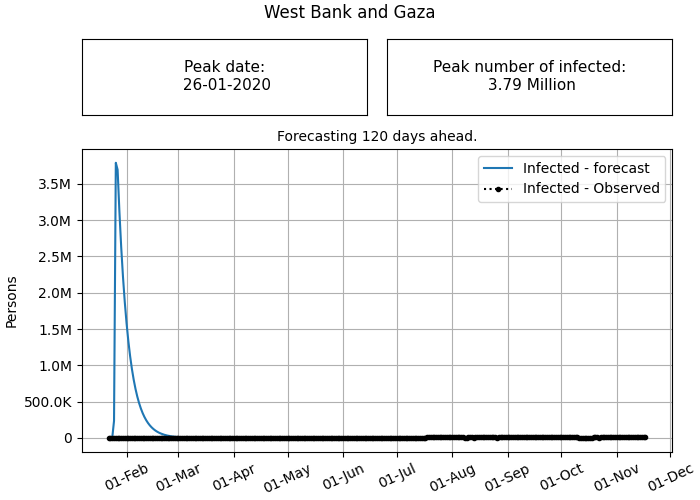 West Bank and Gaza
Peak date:
26-01-2020
Peak number of infected:
3.79 Million
Forecasting 120 days ahead.
Infected - forecast
Infected - Observed
Persons
3.5M
3.0M
2.5M
2.0M
1.5M
1.0M
500.0K
0
01-Feb
01-Mar
01-Apr
01-May
01-Jun
01-Jul
01-Aug
01-Sep
01-Oct
01-Nov
01-Dec